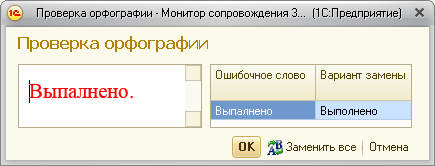 Проверка орфографии - Монитор сопровождения З... (1С:Предприятие)
Проверка орфографии
Выпалнено.
Ошибочное слово Вариант замены
Выпалнено Выполнено
OK Заменить все Отмена